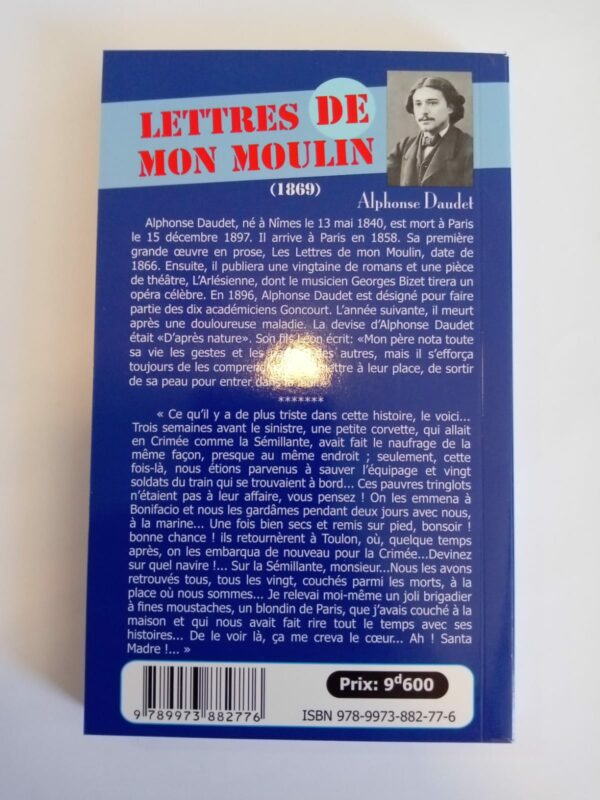 LETTRES DE
MON MOULIN
(1869)
Alphonse Daudet
Alphonse Daudet, né à Nîmes le 13 mai 1840, est mort à Paris
le 15 décembre 1897. Il arrive à Paris en 1858. Sa première
grande œuvre en prose, Les Lettres de mon Moulin, date de
1866. Ensuite, il publiera une vingtaine de romans et une pièce
de théâtre, L'Arlésienne, dont le musicien Georges Bizet tirera un
opéra célèbre. En 1896, Alphonse Daudet est désigné pour faire
partie des dix académiciens Goncourt. L'année suivante, il meurt
après une douloureuse maladie. La devise d'Alphonse Daudet
était «D'après nature». Son fils Léon écrit: «Mon père nota toute
sa vie les gestes et les des autres, mais il s'efforça
toujours de les comprendre mettre à leur place, de sortir
de sa peau pour entrer dans
*******
« Ce qu'il y a de plus triste dans cette histoire, le voici...
Trois semaines avant le sinistre, une petite corvette, qui allait
en Crimée comme la Sémillante, avait fait le naufrage de la
même façon, presque au même endroit ; seulement, cette
fois-là, nous étions parvenus à sauver l'équipage et vingt
soldats du train qui se trouvaient à bord... Ces pauvres tringlots
n'étaient pas à leur affaire, vous pensez ! On les emmena à
Bonifacio et nous les gardâmes pendant deux jours avec nous,
à la marine... Une fois bien secs et remis sur pied, bonsoir !
bonne chance ! ils retournèrent à Toulon, où, quelque temps
après, on les embarqua de nouveau pour la Crimée...Devinez
sur quel navire !... Sur la Sémillante, monsieur...Nous les avons
retrouvés tous, tous les vingt, couchés parmi les morts, à la
place où nous sommes... Je relevai moi-même un joli brigadier
à fines moustaches, un blondin de Paris, que j'avais couché à la
maison et qui nous avait fait rire tout le temps avec ses
histoires... De le voir là, ça me creva le cœur... Ah ! Santa
Madre !... »
Prix: 9d600
9 789973 882776
ISBN 978-9973-882-77-6